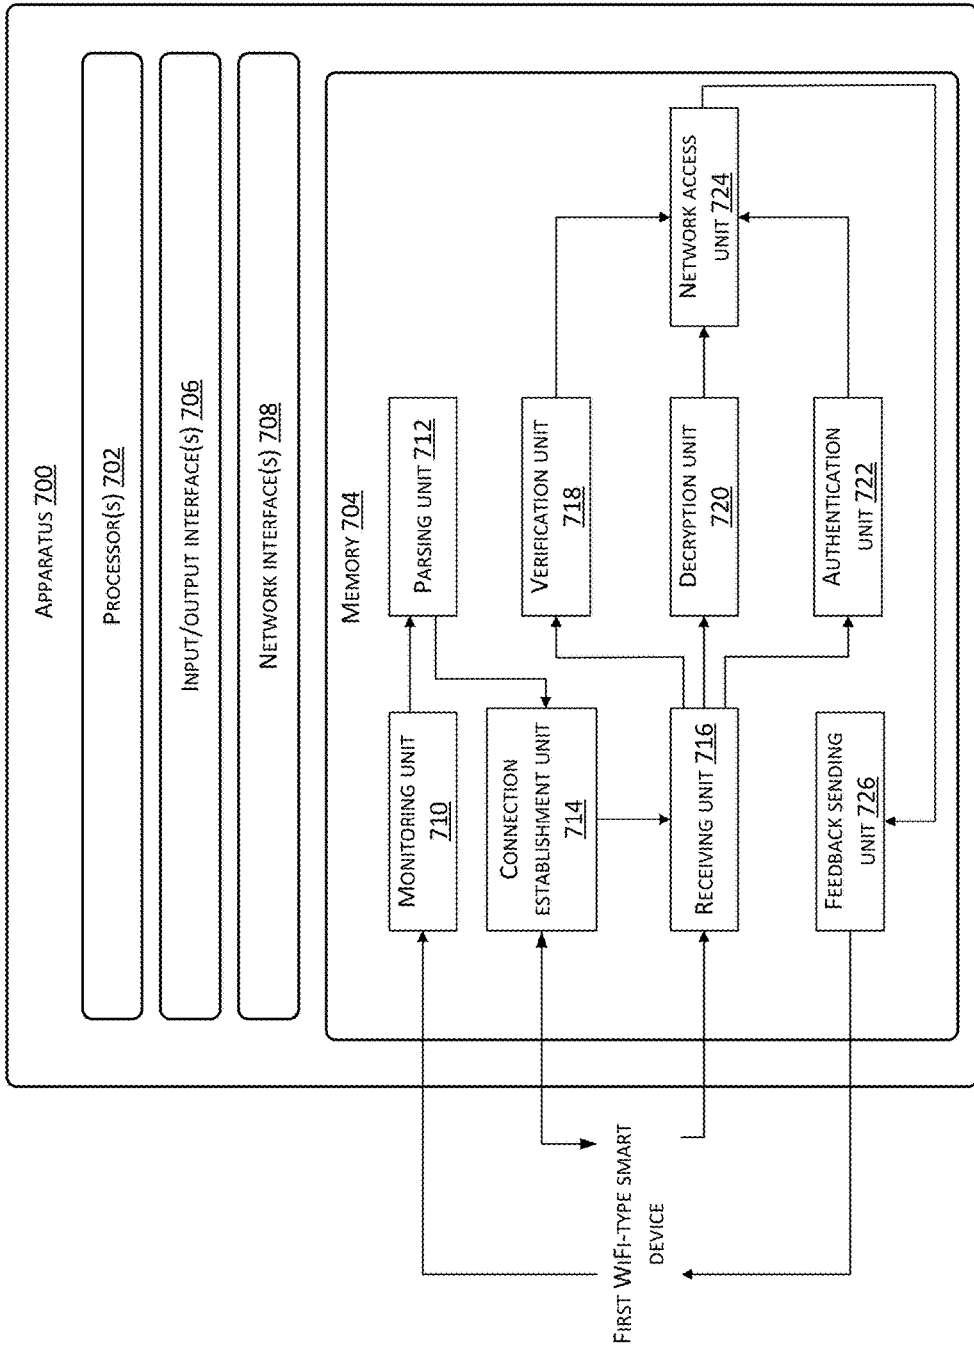 APPARATUS 700
PROCESSOR(S) 702
INPUT/OUTPUT INTERFACE(S) 706
NETWORK INTERFACE(S) 708
MEMORY 704
MONITORING UNIT
710
PARSING UNIT 712
CONNECTION
ESTABLISHMENT UNIT
714
VERIFICATION UNIT
718
RECEIVING UNIT 716
DECRYPTION UNIT
720
NETWORK ACCESS
UNIT 724
FEEDBACK SENDING
UNIT 726
AUTHENTICATION
UNIT 722
FIRST WIFI-TYPE SMART
DEVICE